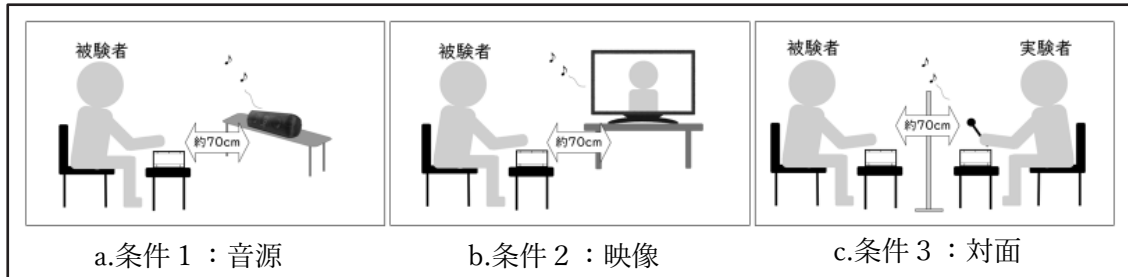 被験者
約70cm
a.条件1：音源
被験者
約70cm
b.条件2：映像
被験者
実験者
約70cm
c.条件3：対面